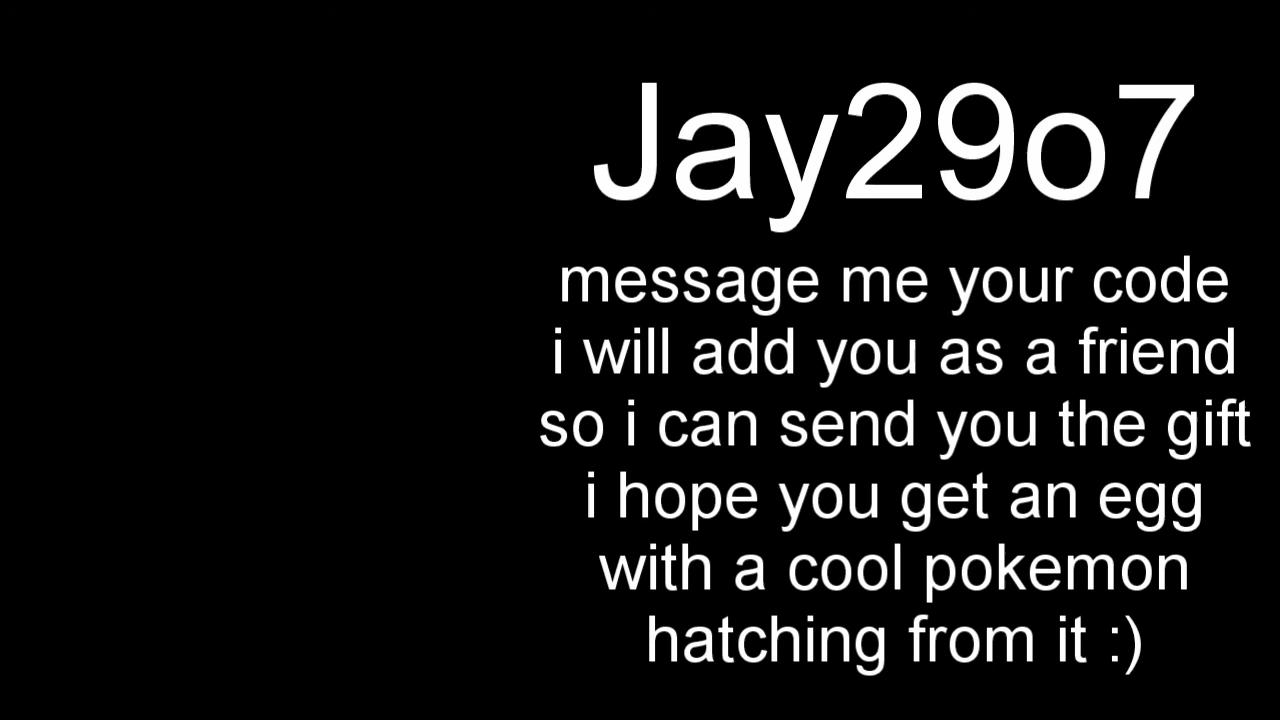 Jay29o7
message me your code
i will add you as a friend
so i can send you the gift
i hope you get an egg
with a cool pokemon
hatching from it :)